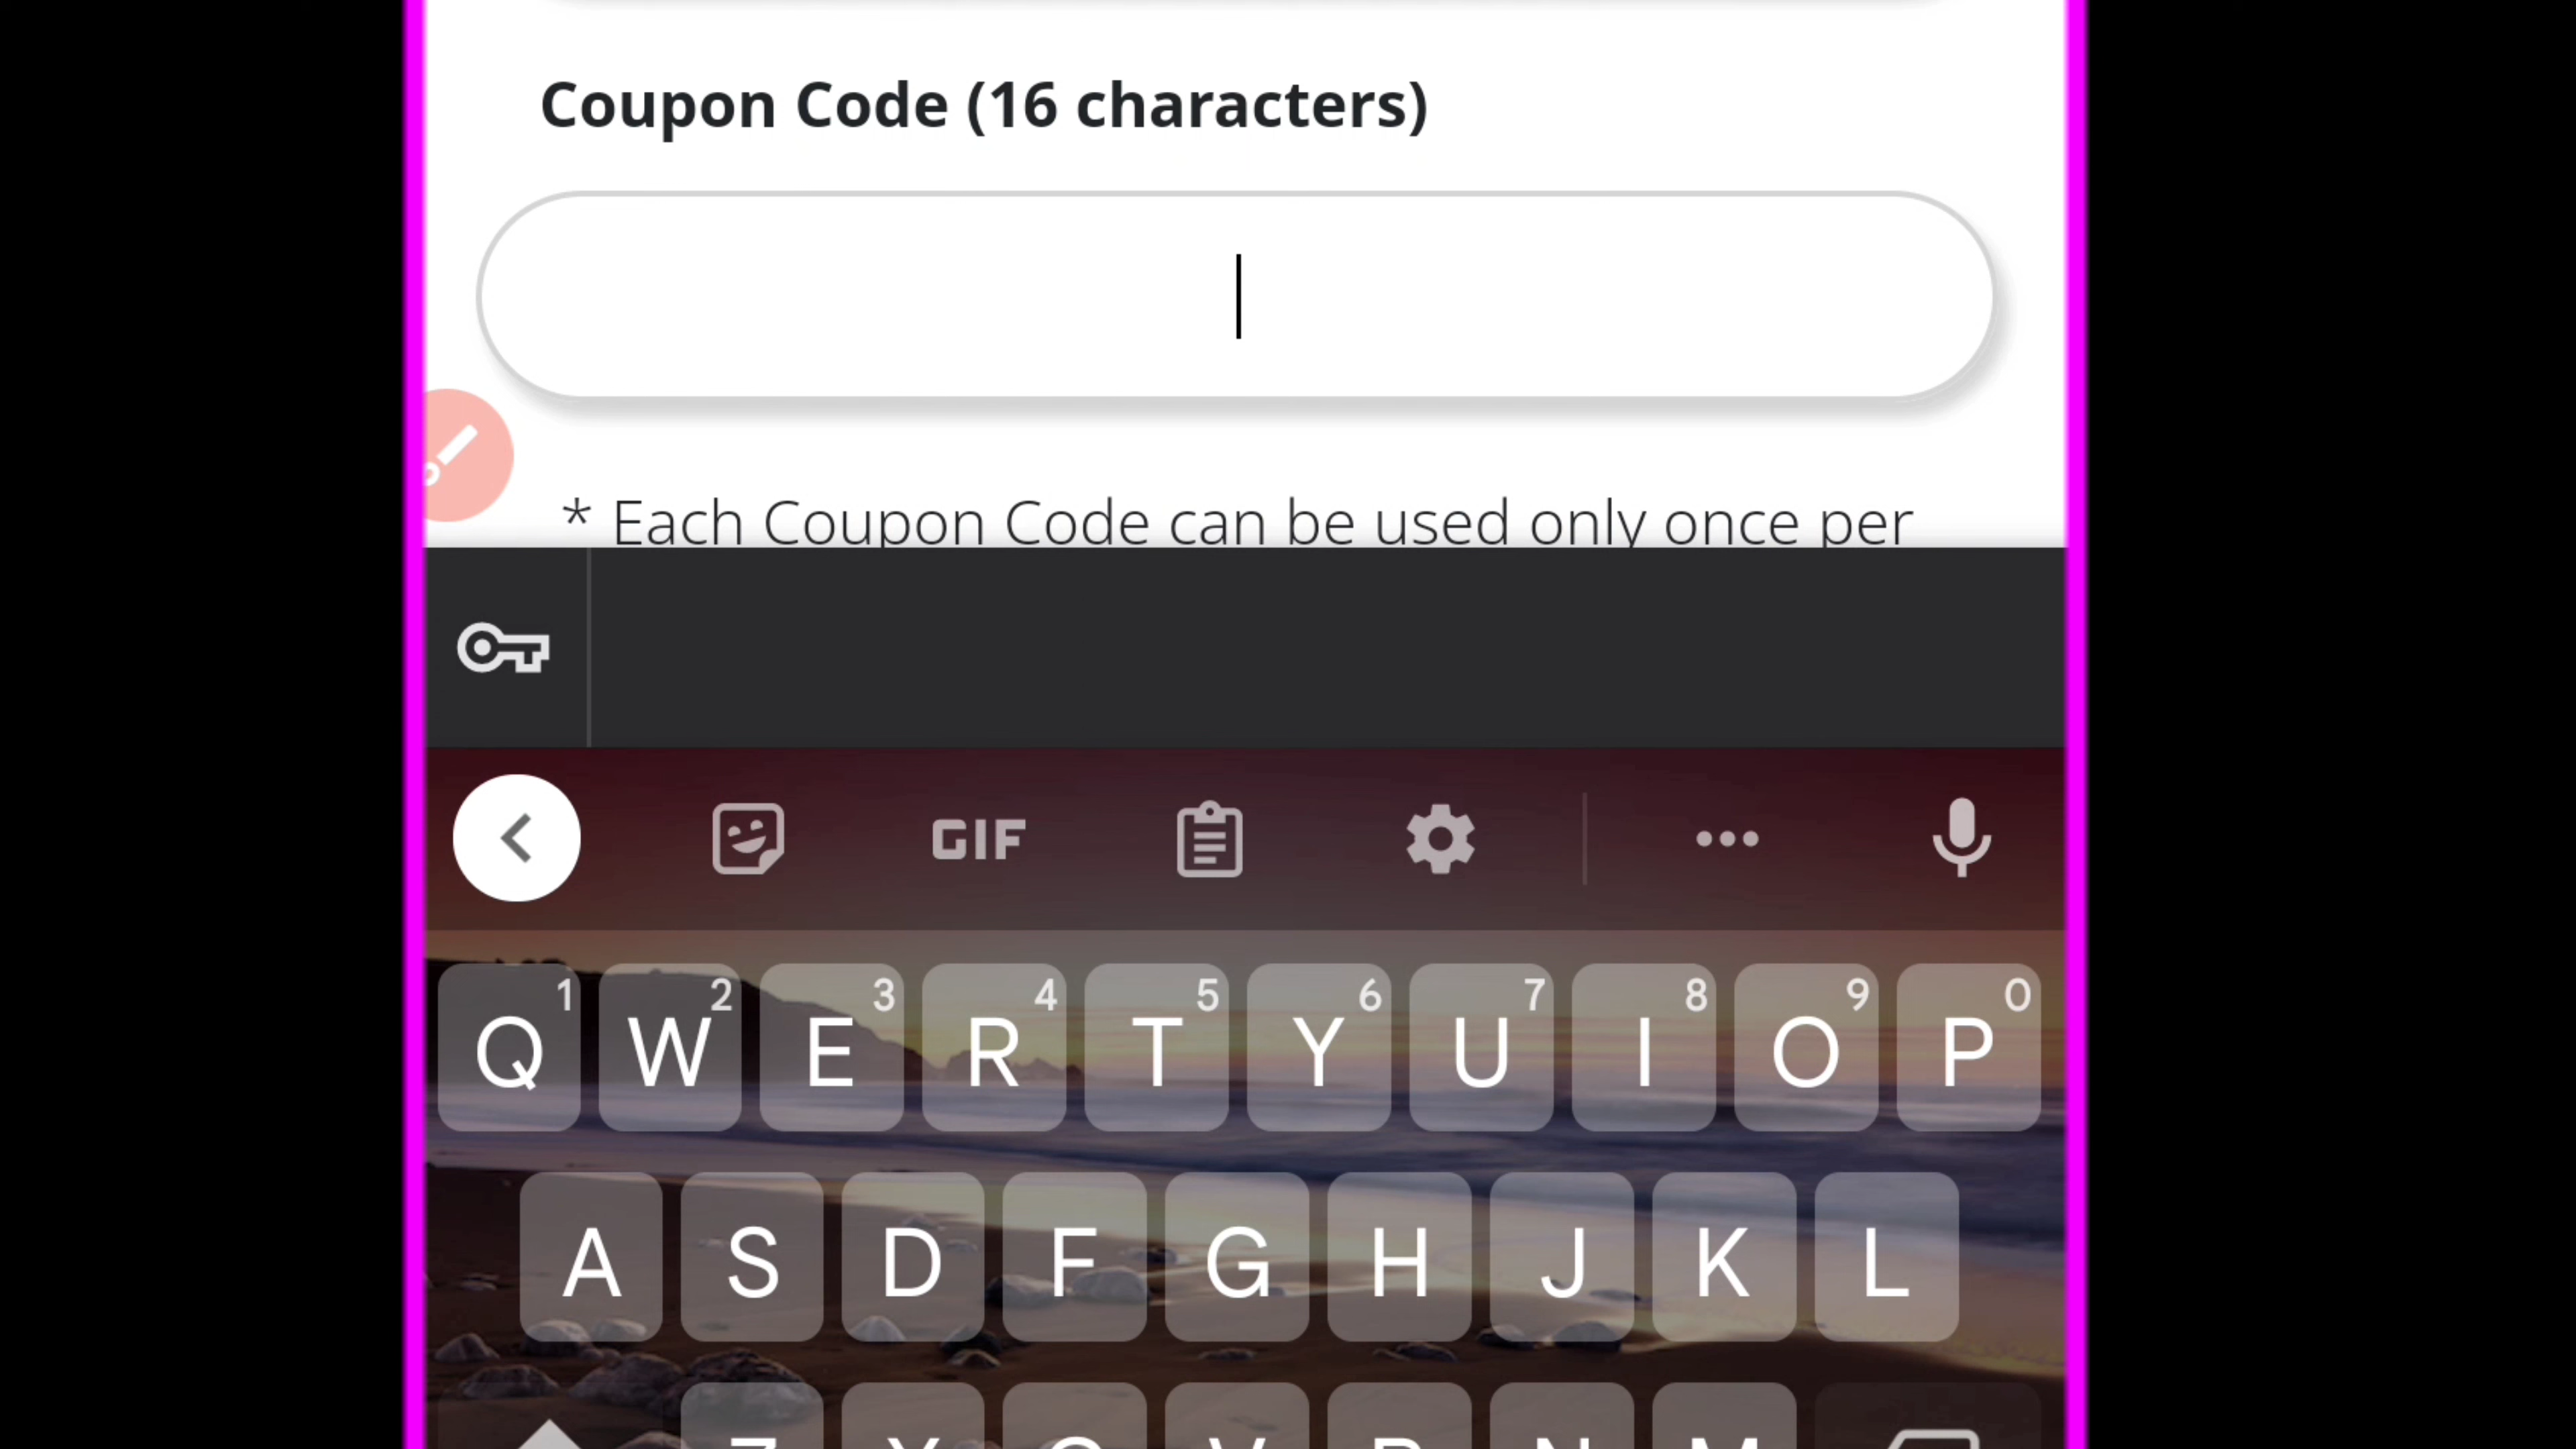 Coupon Code (16 characters)
* Each Coupon Code can be used only once per
GIF
1 2 3 4 5 6 7 8 9 0
Q W E R T Y U I O P
A S D F G H J K L
Z X C V B N M